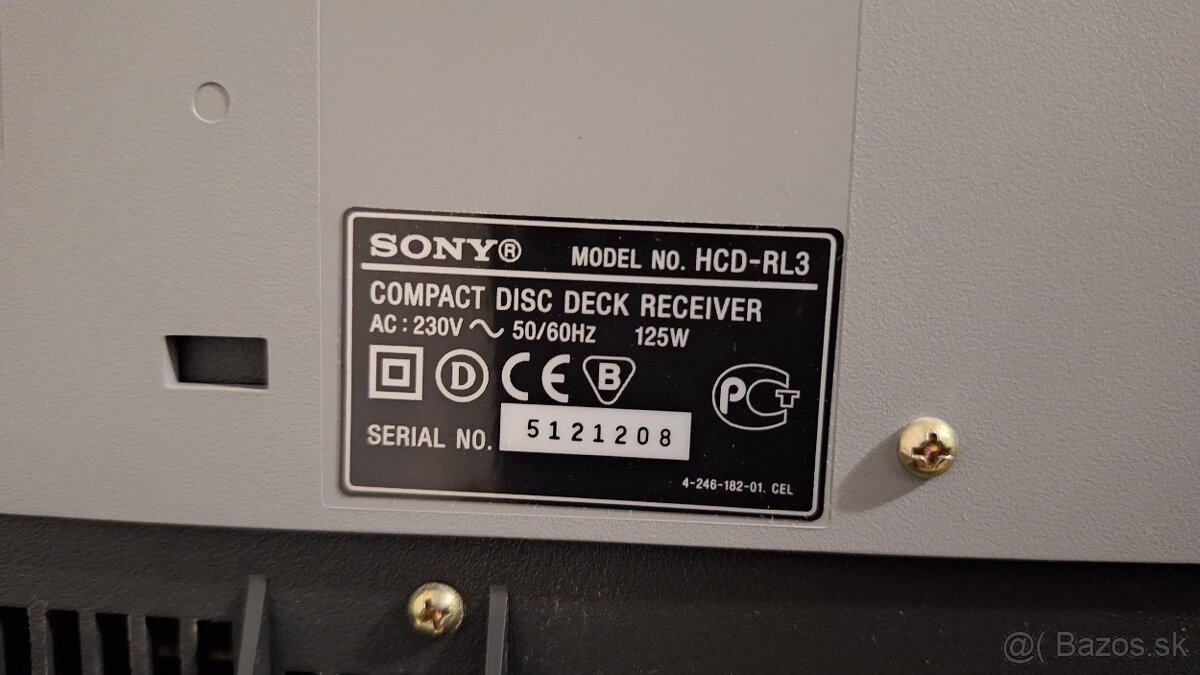 SONY® MODEL NO. HCD-RL3
COMPACT DISC DECK RECEIVER
AC : 230V ~ 50/60Hz 125W
D CE B PCT
SERIAL NO. 5121208
4-246-182-01. CEL
@( Bazos.sk